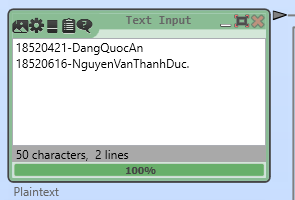 Text Input
18520421-DangQuocAn
18520616-NguyenVanThanhDuc.
50 characters,  2 lines
100%
Plaintext